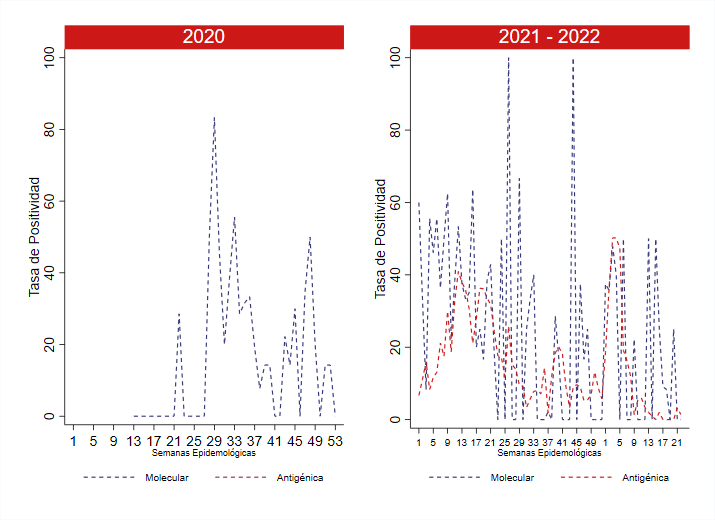 2020
Tasa de Positividad
100
80
60
40
20
0
1 5 9 13 17 21 25 29 33 37 41 45 49 53
Semanas Epidemológicas
Molecular Antigénica
2021 - 2022
Tasa de Positividad
100
80
60
40
20
0
1 5 9 13 17 21 25 29 33 37 41 45 49 1 5 9 13 17 21
Semanas Epidemológicas
Molecular Antigénica